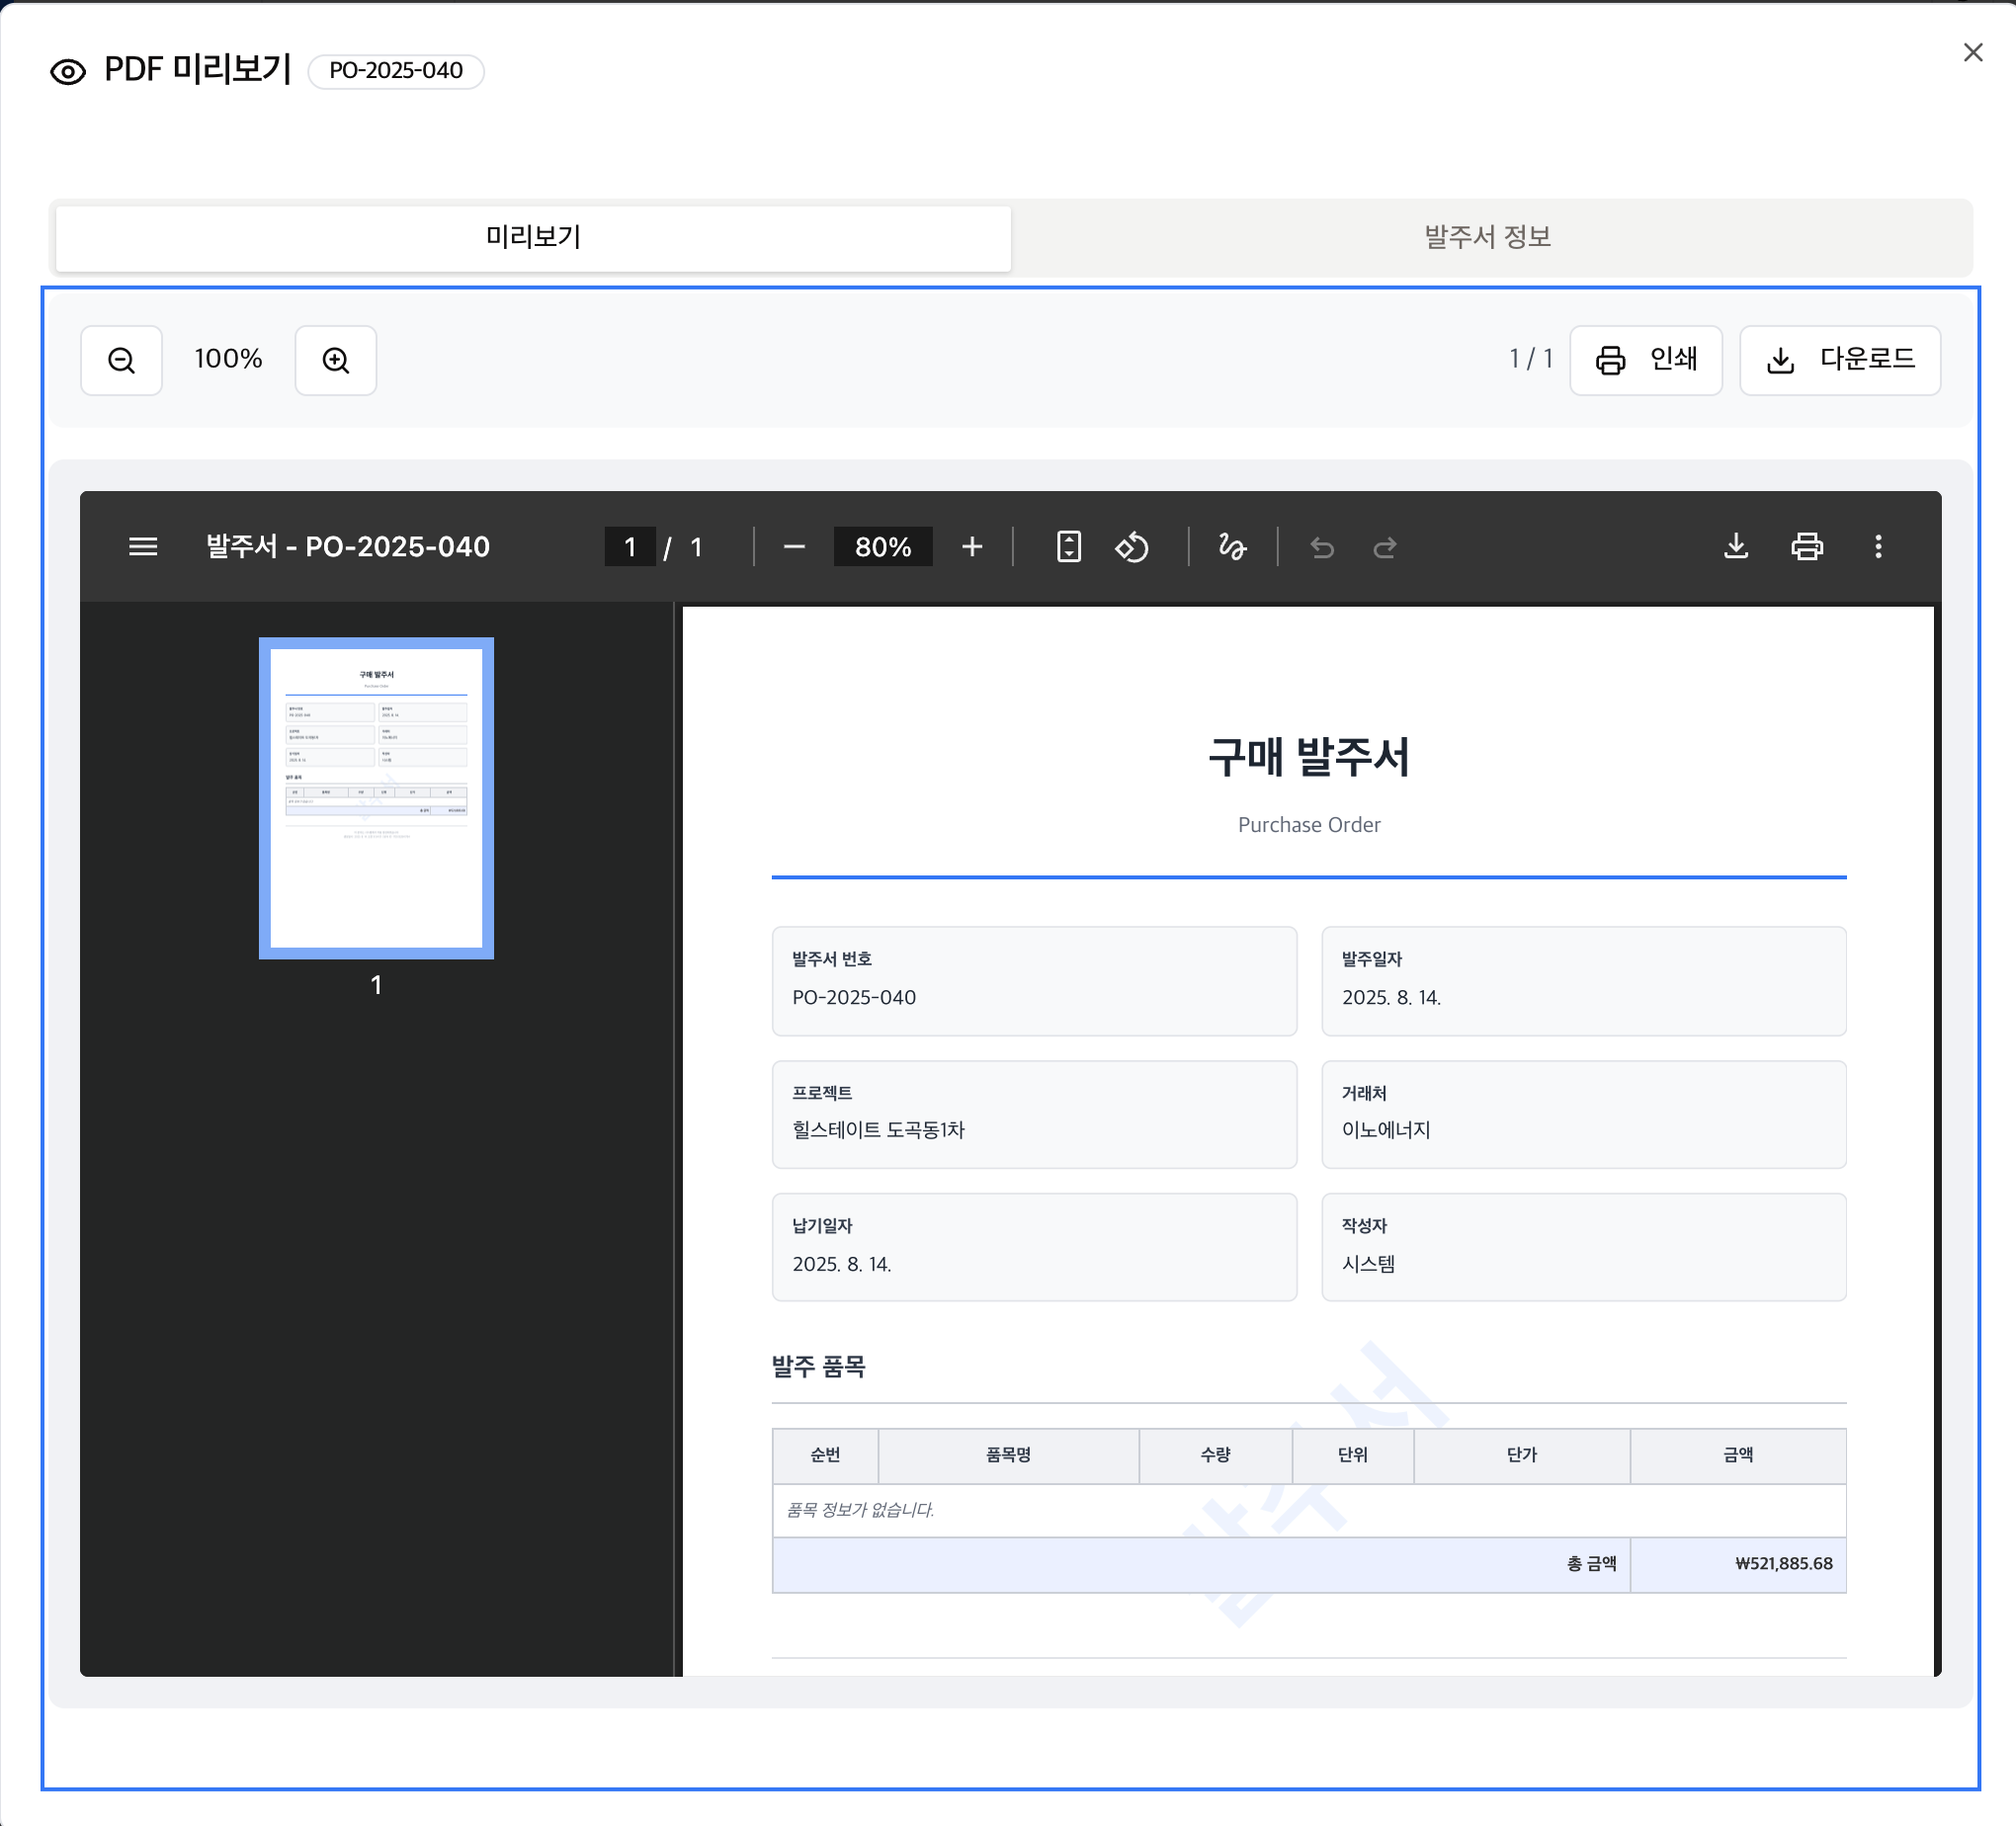 PDF 미리보기 PO-2025-040
미리보기 발주서 정보
100% 1 / 1 인쇄 다운로드
발주서 - PO-2025-040 1 / 1 80%
1
구매 발주서
Purchase Order
발주서 번호 발주일자
PO-2025-040 2025. 8. 14.
프로젝트 거래처
힐스테이트 도곡동1차 이노에너지
납기일자 작성자
2025. 8. 14. 시스템
발주 품목
순번 품목명 수량 단위 단가 금액
품목 정보가 없습니다.
총 금액 ₩521,885.68
발주서